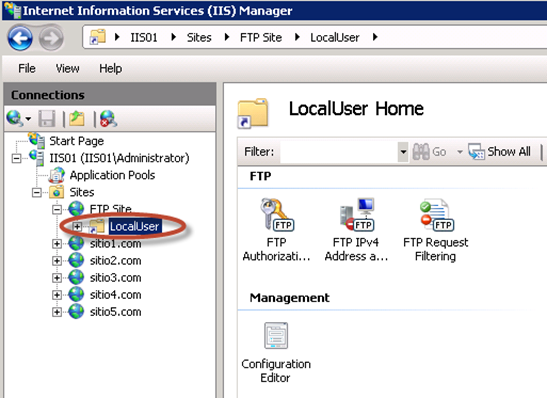 Internet Information Services (IIS) Manager
IIS01 Sites FTP Site LocalUser
File View Help
Connections
Start Page
IIS01 (IIS01\Administrator)
Application Pools
Sites
FTP Site
LocalUser
sitio1.com
sitio2.com
sitio3.com
sitio4.com
sitio5.com
LocalUser Home
Filter: Go Show All
FTP
FTP FTP FTP
FTP Authorizati...
FTP IPv4 Address a...
FTP Request Filtering
Management
Configuration Editor